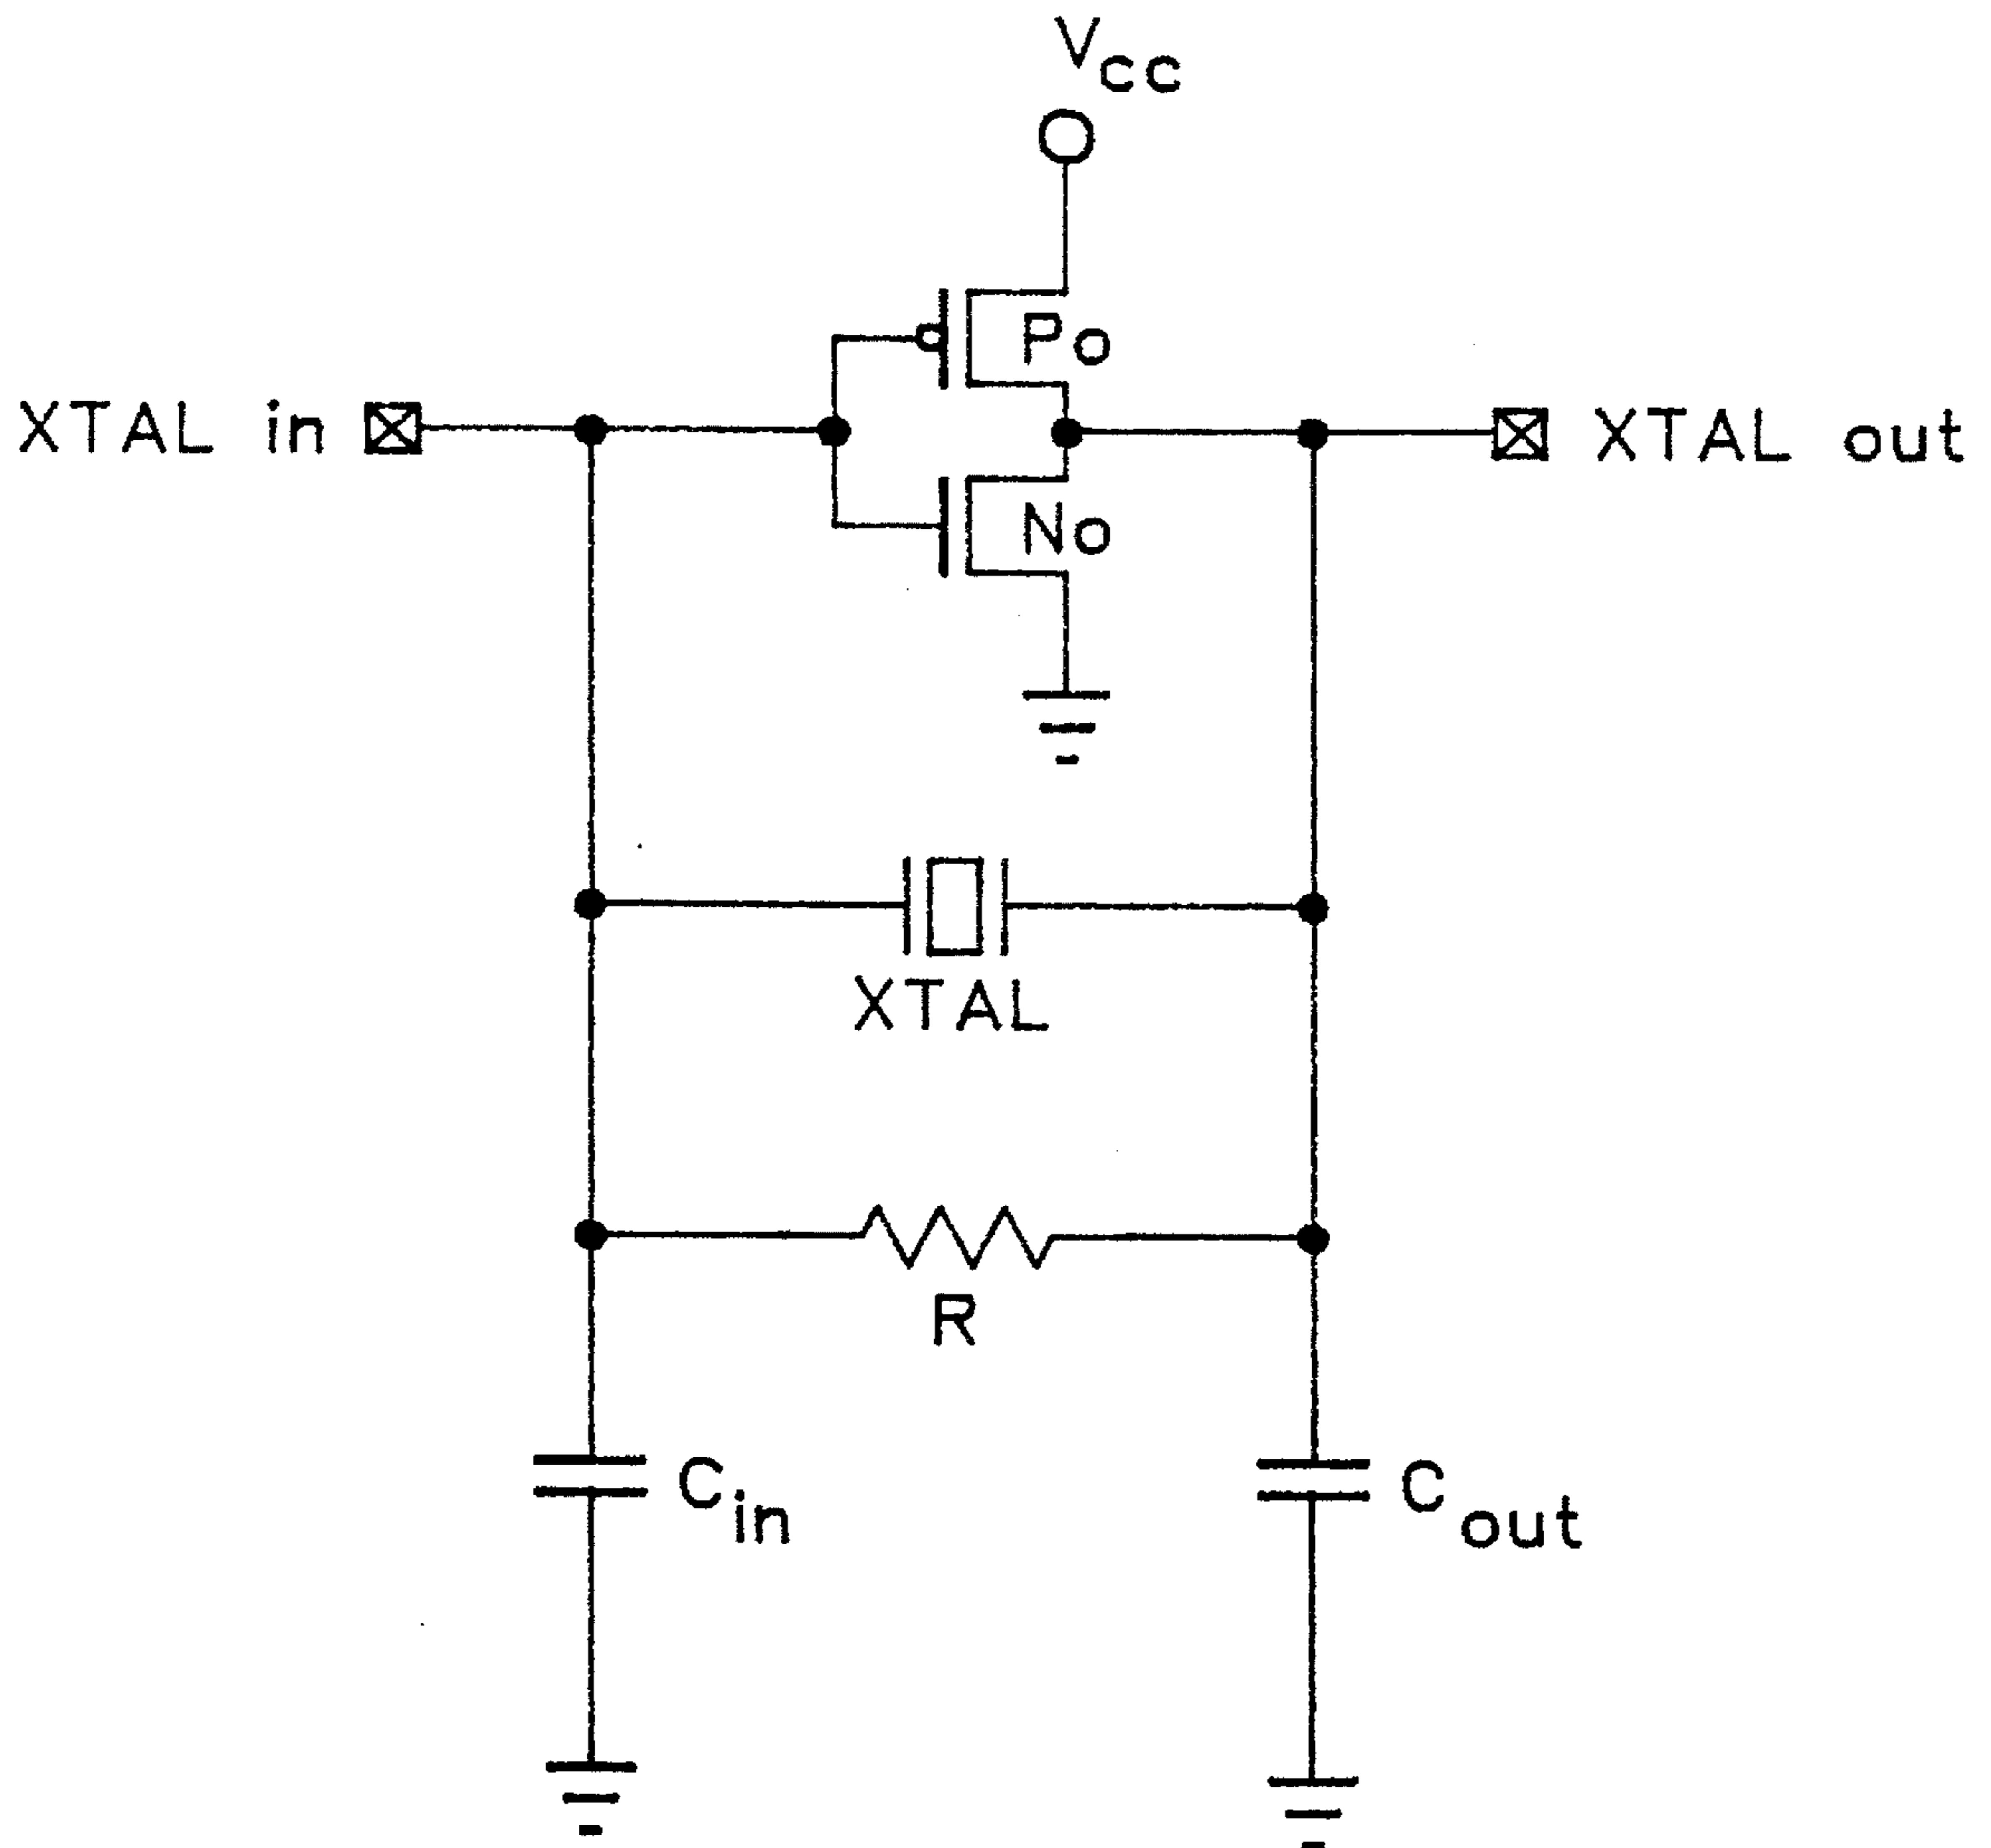 Vcc
Po
XTAL in
XTAL out
No
XTAL
R
Cin
Cout